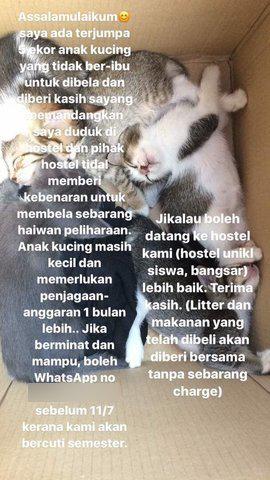 Assalamulaikum😊
saya ada terjumpa
5 ekor anak kucing
yang tidak ber-ibu
untuk dibela dan
diberi kasih sayang
memandangkan
saya duduk di
hostel dan pihak
hostel tidal
memberi
kebenaran untuk
membela sebarang
haiwan peliharaan.
Anak kucing masih
kecil dan
memerlukan
penjagaan-
anggaran 1 bulan
lebih.. Jika
berminat dan
mampu, boleh
WhatsApp no
sebelum 11/7
kerana kami akan
bercuti semester.
Jikalau boleh
datang ke hostel
kami (hostel unikl
siswa, bangsar)
lebih baik. Terima
kasih. (Litter dan
makanan yang
telah dibeli akan
diberi bersama
tanpa sebarang
charge)